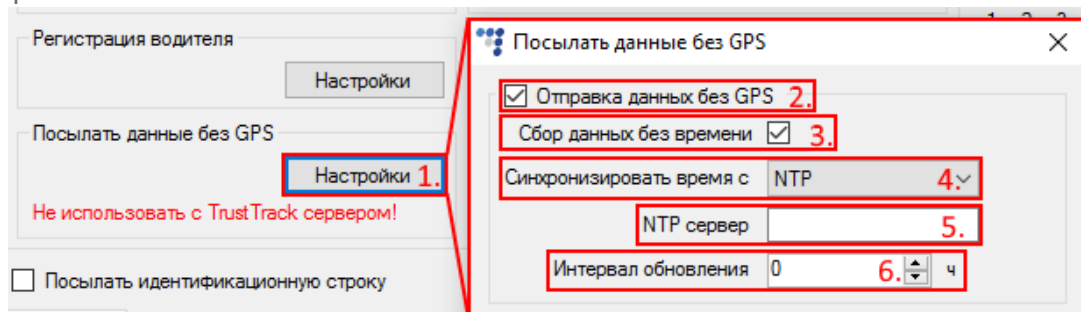 Регистрация водителя
Настройки
Посылать данные без GPS
Настройки 1.
Не использовать с TrustTrack сервером!
Посылать идентификационную строку
Посылать данные без GPS
Отправка данных без GPS 2.
Сбор данных без времени 3.
Синхронизировать время с NTP 4.
NTP сервер 5.
Интервал обновления 0 6. ч